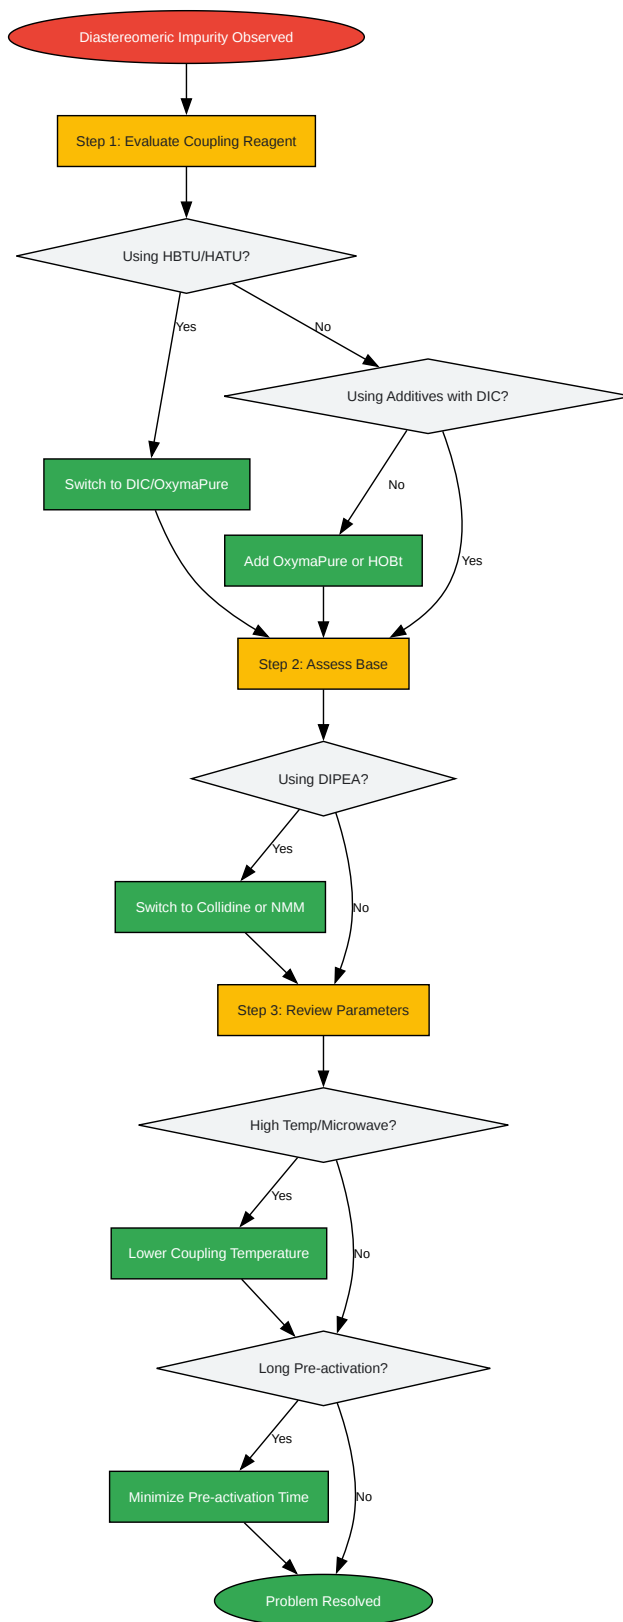 Diastereomeric Impurity Observed
Step 1: Evaluate Coupling Reagent
Using HBTU/HATU?
Yes
No
Using Additives with DIC?
Switch to DIC/OxymaPure
No
Add OxymaPure or HOBt
Yes
Step 2: Assess Base
Using DIPEA?
Yes
Switch to Collidine or NMM
No
Step 3: Review Parameters
High Temp/Microwave?
Yes
Lower Coupling Temperature
No
Long Pre-activation?
Yes
Minimize Pre-activation Time
No
Problem Resolved